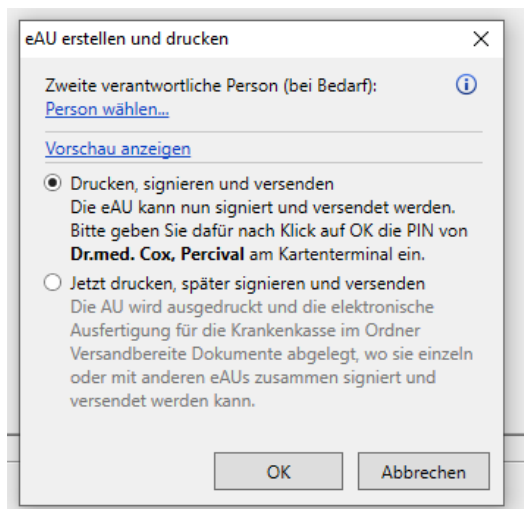 eAU erstellen und drucken
Zweite verantwortliche Person (bei Bedarf):
Person wählen...
Vorschau anzeigen
Drucken, signieren und versenden
Die eAU kann nun signiert und versendet werden.
Bitte geben Sie dafür nach Klick auf OK die PIN von
Dr.med. Cox, Percival am Kartenterminal ein.
Jetzt drucken, später signieren und versenden
Die AU wird ausgedruckt und die elektronische
Ausfertigung für die Krankenkasse im Ordner
Versandbereite Dokumente abgelegt, wo sie einzeln
oder mit anderen eAUs zusammen signiert und
versendet werden kann.
OK
Abbrechen